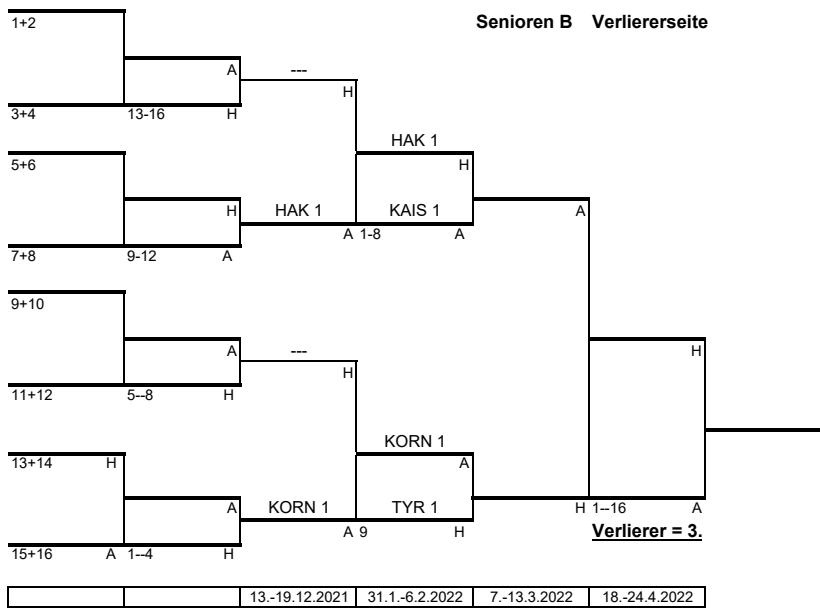 Senioren B Verliererseite
1+2
A ---
H
3+4 13-16 H
HAK 1
5+6
H
H HAK 1 KAIS 1 A
A 1-8 A
7+8 9-12 A
9+10
A --- H
H
11+12 5--8 H
KORN 1
13+14 H A
A KORN 1 TYR 1
H 1--16 A
A 9 H Verlierer = 3.
15+16 A 1--4 H
13.-19.12.2021 31.1.-6.2.2022 7.-13.3.2022 18.-24.4.2022